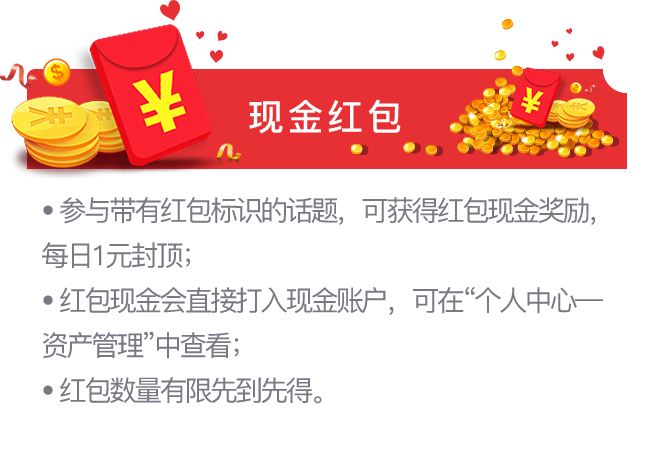 现金红包
• 参与带有红包标识的话题，可获得红包现金奖励，
每日1元封顶；
• 红包现金会直接打入现金账户，可在“个人中心—
资产管理”中查看；
• 红包数量有限先到先得。